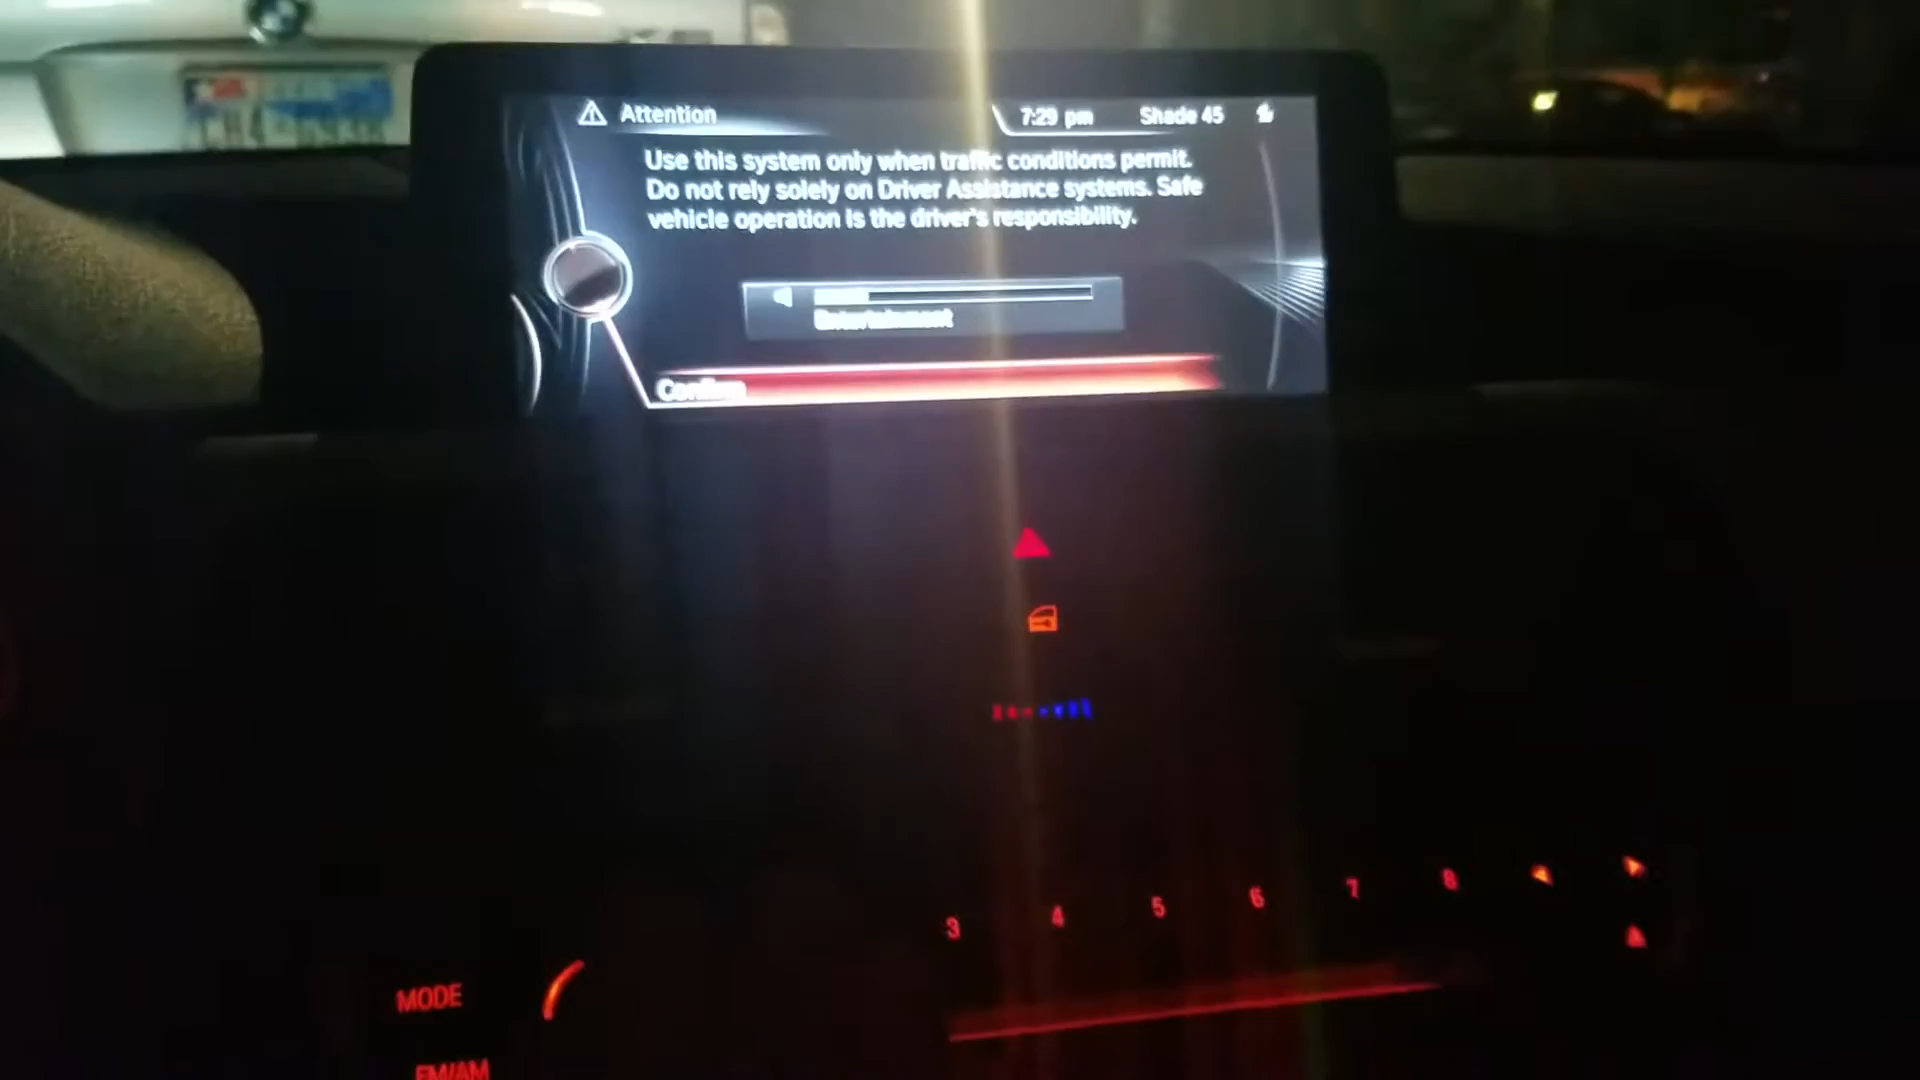 Attention
7:29 pm
Shade 45
Use this system only when traffic conditions permit.
Do not rely solely on Driver Assistance systems. Safe
vehicle operation is the driver's responsibility.
Entertainment
Confirm
3 4 5 6 7 8
MODE
FM/AM